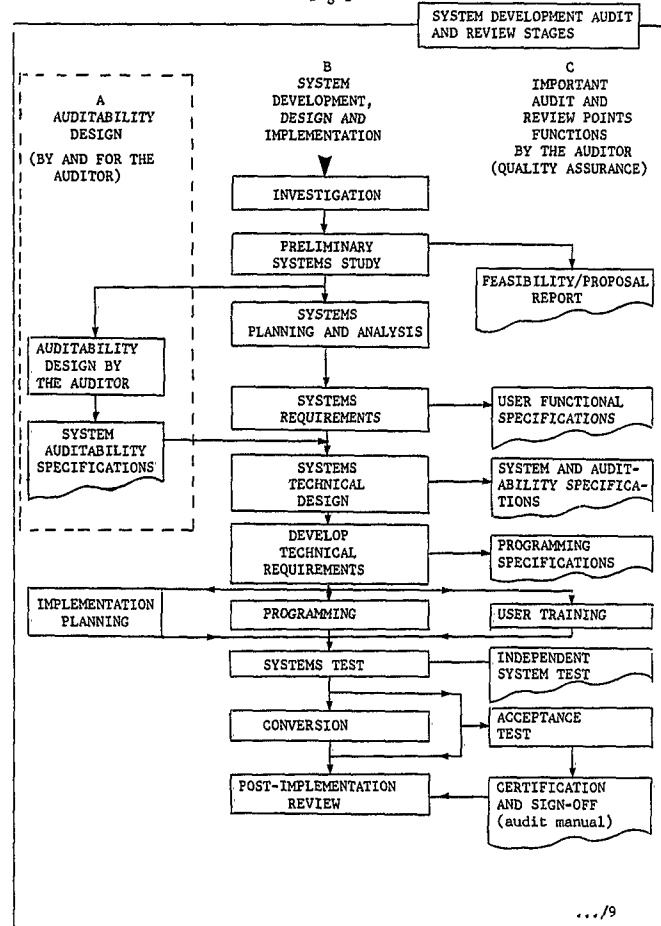 SYSTEM DEVELOPMENT AUDIT
AND REVIEW STAGES
A
AUDITABILITY
DESIGN
(BY AND FOR THE
AUDITOR)
B
SYSTEM
DEVELOPMENT,
DESIGN AND
IMPLEMENTATION
C
IMPORTANT
AUDIT AND
REVIEW POINTS
FUNCTIONS
BY THE AUDITOR
(QUALITY ASSURANCE)
INVESTIGATION
PRELIMINARY
SYSTEMS STUDY
FEASIBILITY/PROPOSAL
REPORT
SYSTEMS
PLANNING AND ANALYSIS
AUDITABILITY
DESIGN BY
THE AUDITOR
SYSTEMS
REQUIREMENTS
USER FUNCTIONAL
SPECIFICATIONS
SYSTEM
AUDITABILITY
SPECIFICATIONS
SYSTEMS
TECHNICAL
DESIGN
SYSTEM AND AUDIT-
ABILITY SPECIFICA-
TIONS
DEVELOP
TECHNICAL
REQUIREMENTS
PROGRAMMING
SPECIFICATIONS
IMPLEMENTATION
PLANNING
PROGRAMMING
USER TRAINING
SYSTEMS TEST
INDEPENDENT
SYSTEM TEST
CONVERSION
ACCEPTANCE
TEST
POST-IMPLEMENTATION
REVIEW
CERTIFICATION
AND SIGN-OFF
(audit manual)
.../9